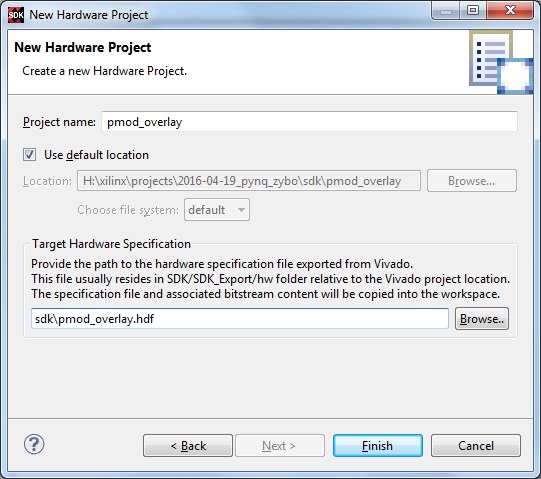 SDK New Hardware Project
New Hardware Project
Create a new Hardware Project.
Project name: pmod_overlay
Use default location
Location: H:\xilinx\projects\2016-04-19_pynq_zybo\sdk\pmod_overlay Browse...
Choose file system: default
Target Hardware Specification
Provide the path to the hardware specification file exported from Vivado.
This file usually resides in SDK/SDK_Export/hw folder relative to the Vivado project location.
The specification file and associated bitstream content will be copied into the workspace.
sdk\pmod_overlay.hdf Browse..
? < Back Next > Finish Cancel